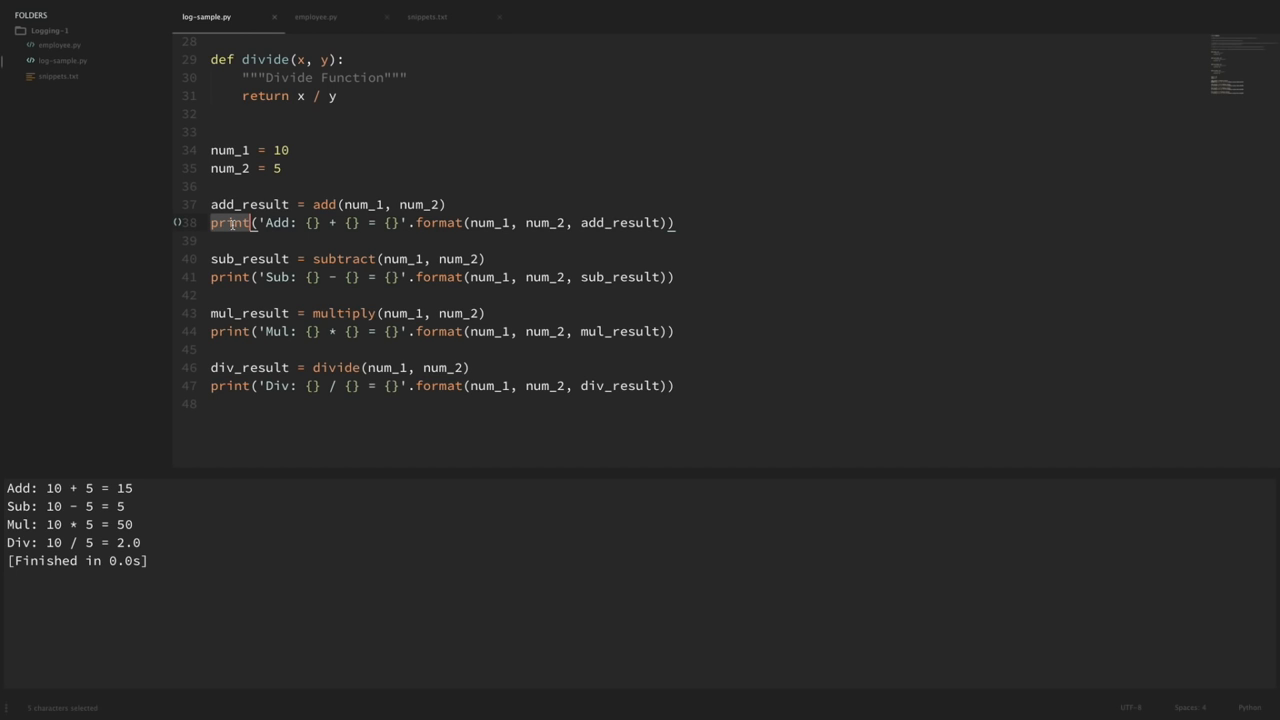 FOLDERS
Logging-1
employee.py
log-sample.py
snippets.txt
log-sample.py × employee.py × snippets.txt ×
28
29 def divide(x, y):
30     """Divide Function"""
31     return x / y
32
33
34 num_1 = 10
35 num_2 = 5
36
37 add_result = add(num_1, num_2)
38 print('Add: {} + {} = {}'.format(num_1, num_2, add_result))
39
40 sub_result = subtract(num_1, num_2)
41 print('Sub: {} - {} = {}'.format(num_1, num_2, sub_result))
42
43 mul_result = multiply(num_1, num_2)
44 print('Mul: {} * {} = {}'.format(num_1, num_2, mul_result))
45
46 div_result = divide(num_1, num_2)
47 print('Div: {} / {} = {}'.format(num_1, num_2, div_result))
48
Add: 10 + 5 = 15
Sub: 10 - 5 = 5
Mul: 10 * 5 = 50
Div: 10 / 5 = 2.0
[Finished in 0.0s]
5 characters selected UTF-8 Spaces: 4 Python